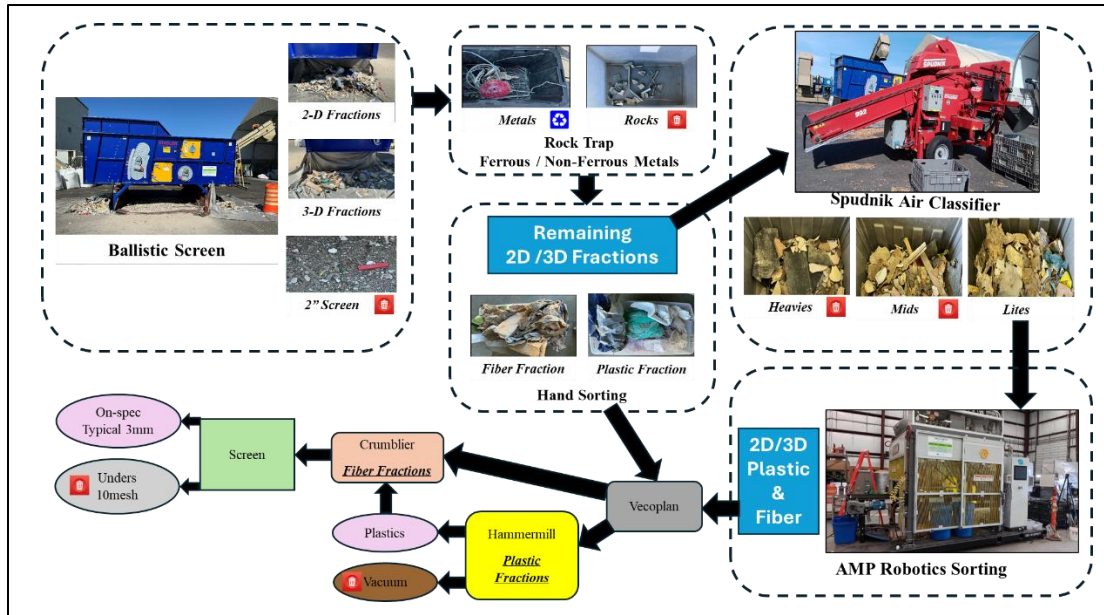 2-D Fractions
3-D Fractions
Ballistic Screen
2” Screen
Metals
Rocks
Rock Trap
Ferrous / Non-Ferrous Metals
SPUDNIK
992
Spudnik Air Classifier
Heavies
Mids
Lites
Remaining
2D /3D Fractions
Fiber Fraction
Plastic Fraction
Hand Sorting
2D/3D
Plastic
&
Fiber
AMP Robotics Sorting
Vecoplan
Crumblier
Fiber Fractions
Hammermill
Plastic
Fractions
Plastics
Vacuum
Screen
On-spec
Typical 3mm
Unders
10mesh